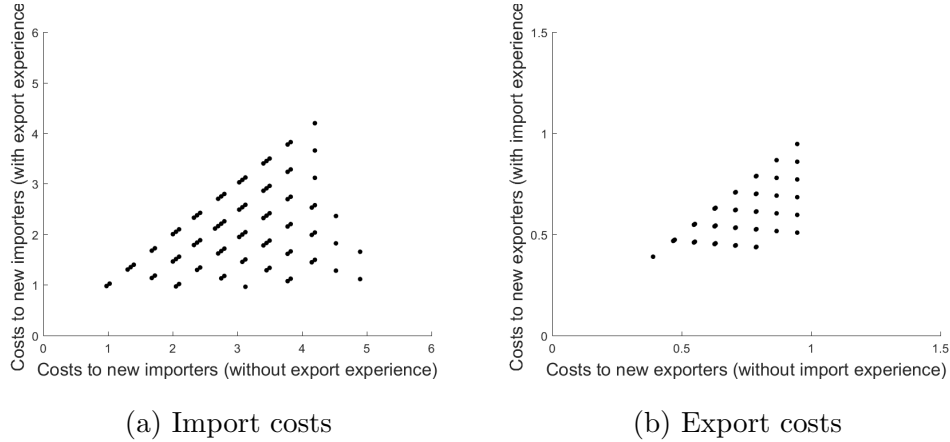 Costs to new importers (with export experience
6
5
4
3
2
1
0
0 1 2 3 4 5 6
Costs to new importers (without export experience)
(a) Import costs
Costs to new exporters (with import experience
1.5
1
0.5
0
0 0.5 1 1.5
Costs to new exporters (without import experience)
(b) Export costs